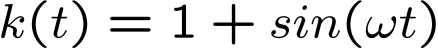 k(t) = 1 + sin(ωt)